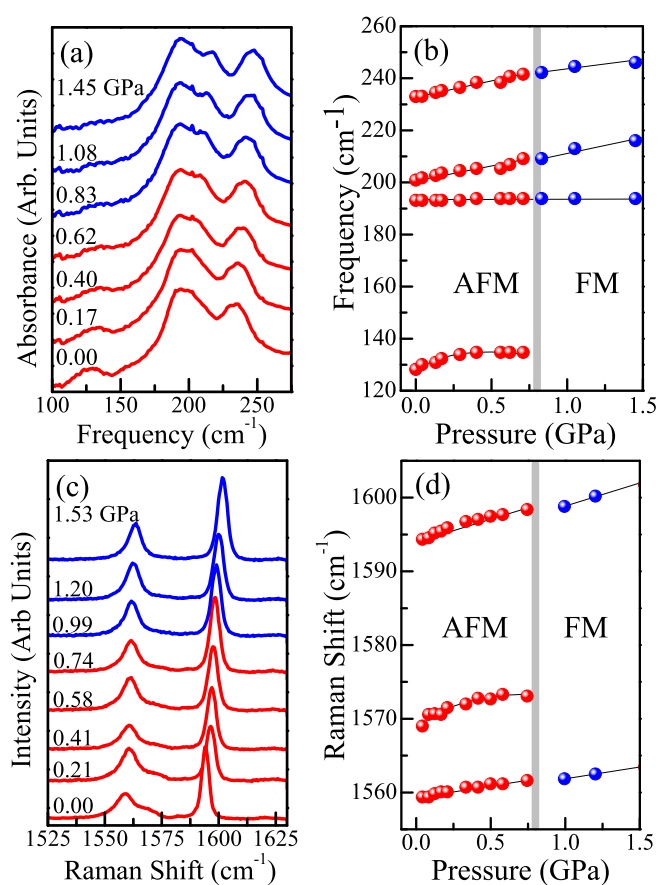 (a)
1.45 GPa
1.08
0.83
0.62
0.40
0.17
0.00
Absorbance (Arb. Units)
100 150 200 250
Frequency (cm-1)
(b)
260
240
220
200
180
160
140
120
Frequency (cm-1)
AFM FM
0.0 0.5 1.0 1.5
Pressure (GPa)
(c)
1.53 GPa
1.20
0.99
0.74
0.58
0.41
0.21
0.00
Intensity (Arb Units)
1525 1550 1575 1600 1625
Raman Shift (cm-1)
(d)
1600
1590
1580
1570
1560
Raman Shift (cm-1)
AFM FM
0.0 0.5 1.0 1.5
Pressure (GPa)